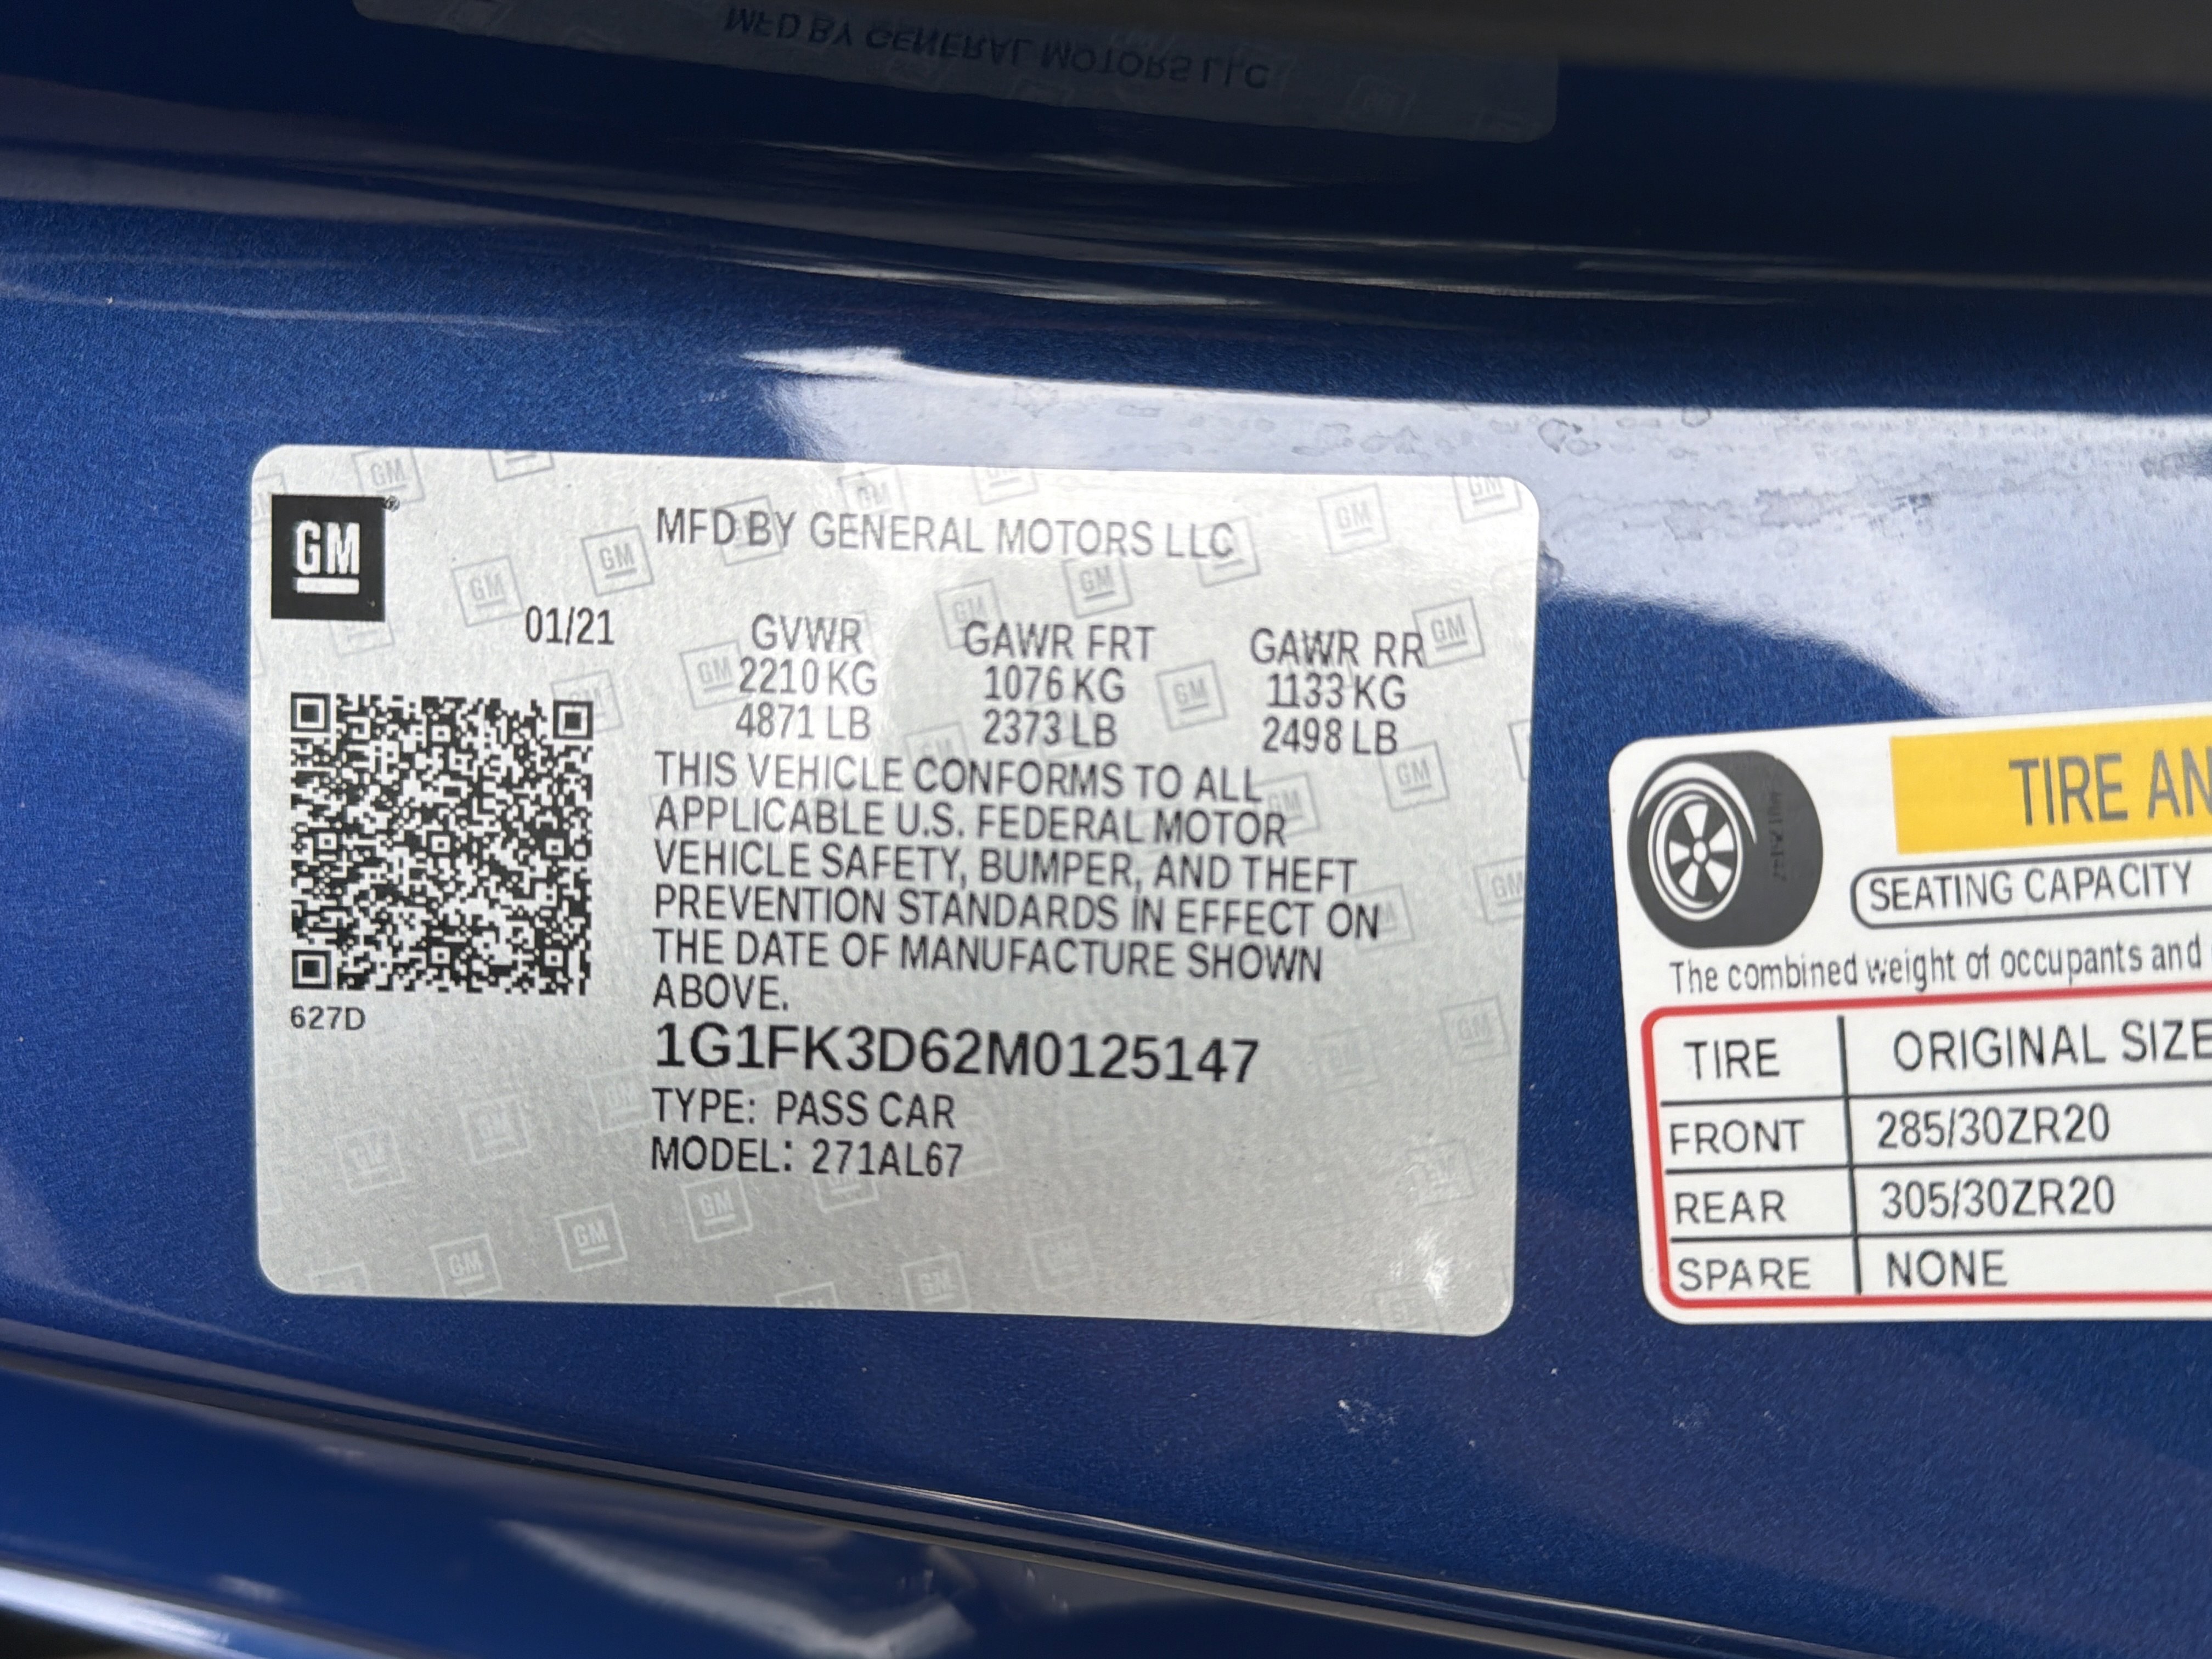 MFD BY GENERAL MOTORS LLC
GM
MFD BY GENERAL MOTORS LLC
01/21
GVWR GAWR FRT GAWR RR
2210 KG 1076 KG 1133 KG
4871 LB 2373 LB 2498 LB
THIS VEHICLE CONFORMS TO ALL
APPLICABLE U.S. FEDERAL MOTOR
VEHICLE SAFETY, BUMPER, AND THEFT
PREVENTION STANDARDS IN EFFECT ON
THE DATE OF MANUFACTURE SHOWN
ABOVE.
627D
1G1FK3D62M0125147
TYPE: PASS CAR
MODEL: 271AL67
TIRE AN
SEATING CAPACITY
The combined weight of occupants and
TIRE ORIGINAL SIZE
FRONT 285/30ZR20
REAR 305/30ZR20
SPARE NONE